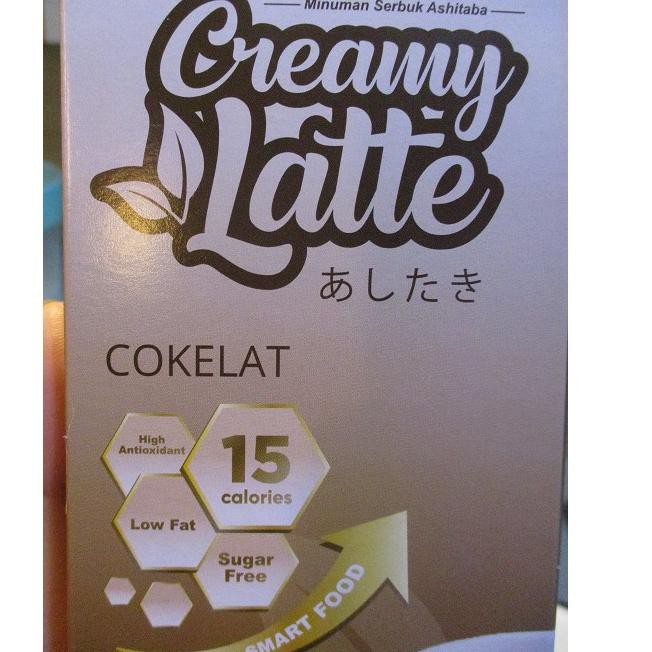 Minuman Serbuk Ashitaba
Creamy
Latte
あしたき
COKELAT
High
Antioxidant
15
calories
Low Fat
Sugar
Free
SMART FOOD